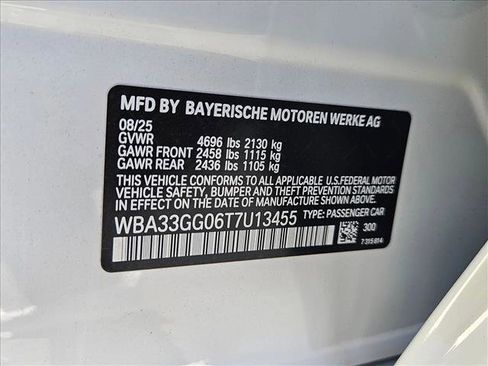 MFD BY BAYERISCHE MOTOREN WERKE AG
08/25
GVWR 4696 lbs 2130 kg
GAWR FRONT 2458 lbs 1115 kg
GAWR REAR 2436 lbs 1105 kg
THIS VEHICLE CONFORMS TO ALL APPLICABLE U.S.FEDERAL MOTOR
VEHICLE SAFETY, BUMPER AND THEFT PREVENTION STANDARDS
IN EFFECT ON THE DATE OF MANUFACTURE SHOWN ABOVE.
WBA33GG06T7U13455 TYPE: PASSENGER CAR
300
7315814